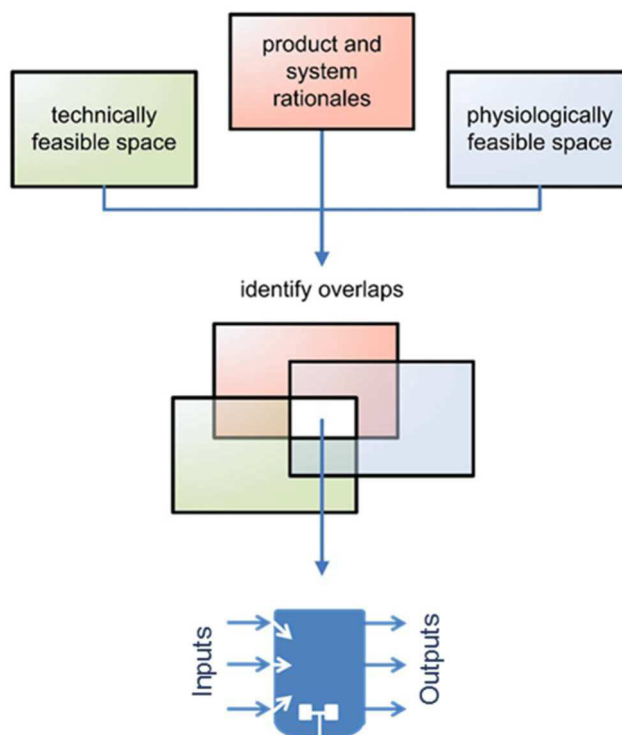 product and
system
rationales
technically
feasible space
physiologically
feasible space
identify overlaps
Inputs
Outputs